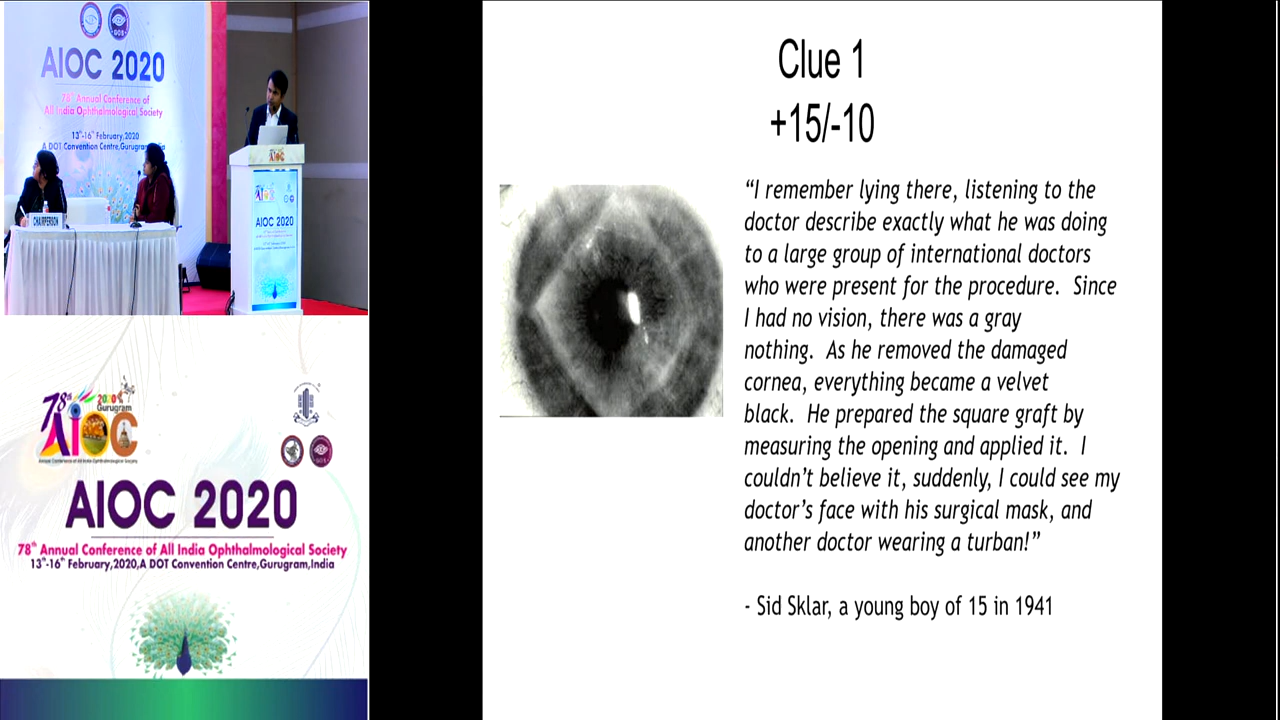 AIOC 2020
78th Annual Conference of
All India Ophthalmological Society
13th-16th February, 2020
A DOT Convention Centre, Gurugram, India
CHAIRPERSON
AIOC
AIOC 2020
78th
2020
Gurugram
AIOC
AIOC 2020
78th Annual Conference of All India Ophthalmological Society
13th-16th February,2020,A DOT Convention Centre,Gurugram,India
Clue 1
+15/-10
“I remember lying there, listening to the
doctor describe exactly what he was doing
to a large group of international doctors
who were present for the procedure.  Since
I had no vision, there was a gray
nothing.  As he removed the damaged
cornea, everything became a velvet
black.  He prepared the square graft by
measuring the opening and applied it.  I
couldn’t believe it, suddenly, I could see my
doctor’s face with his surgical mask, and
another doctor wearing a turban!”
- Sid Sklar, a young boy of 15 in 1941